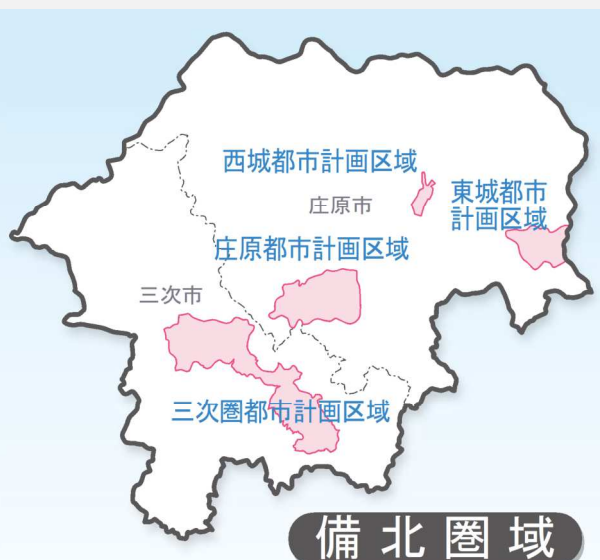 西城都市計画区域
東城都市
計画区域
庄原市
庄原都市計画区域
三次市
三次圏都市計画区域
備北圏域